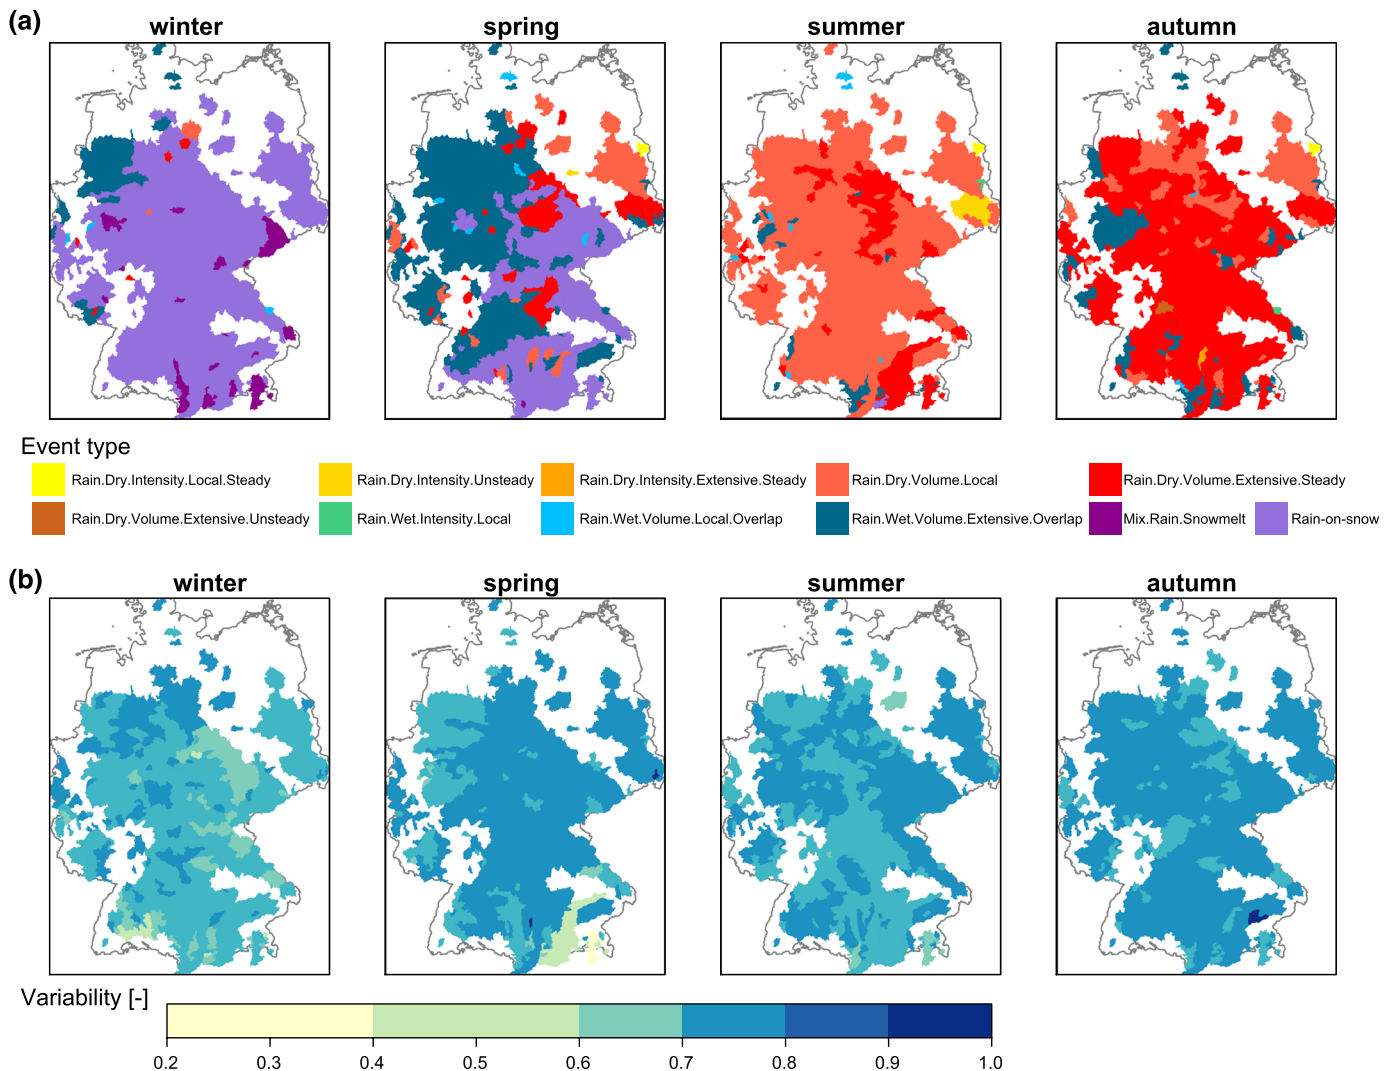 (a)
winter spring summer autumn
Event type
Rain.Dry.Intensity.Local.Steady Rain.Dry.Intensity.Unsteady Rain.Dry.Intensity.Extensive.Steady Rain.Dry.Volume.Local Rain.Dry.Volume.Extensive.Steady
Rain.Dry.Volume.Extensive.Unsteady Rain.Wet.Intensity.Local Rain.Wet.Volume.Local.Overlap Rain.Wet.Volume.Extensive.Overlap Mix.Rain.Snowmelt Rain-on-snow
(b)
winter spring summer autumn
Variability [-]
0.2 0.3 0.4 0.5 0.6 0.7 0.8 0.9 1.0